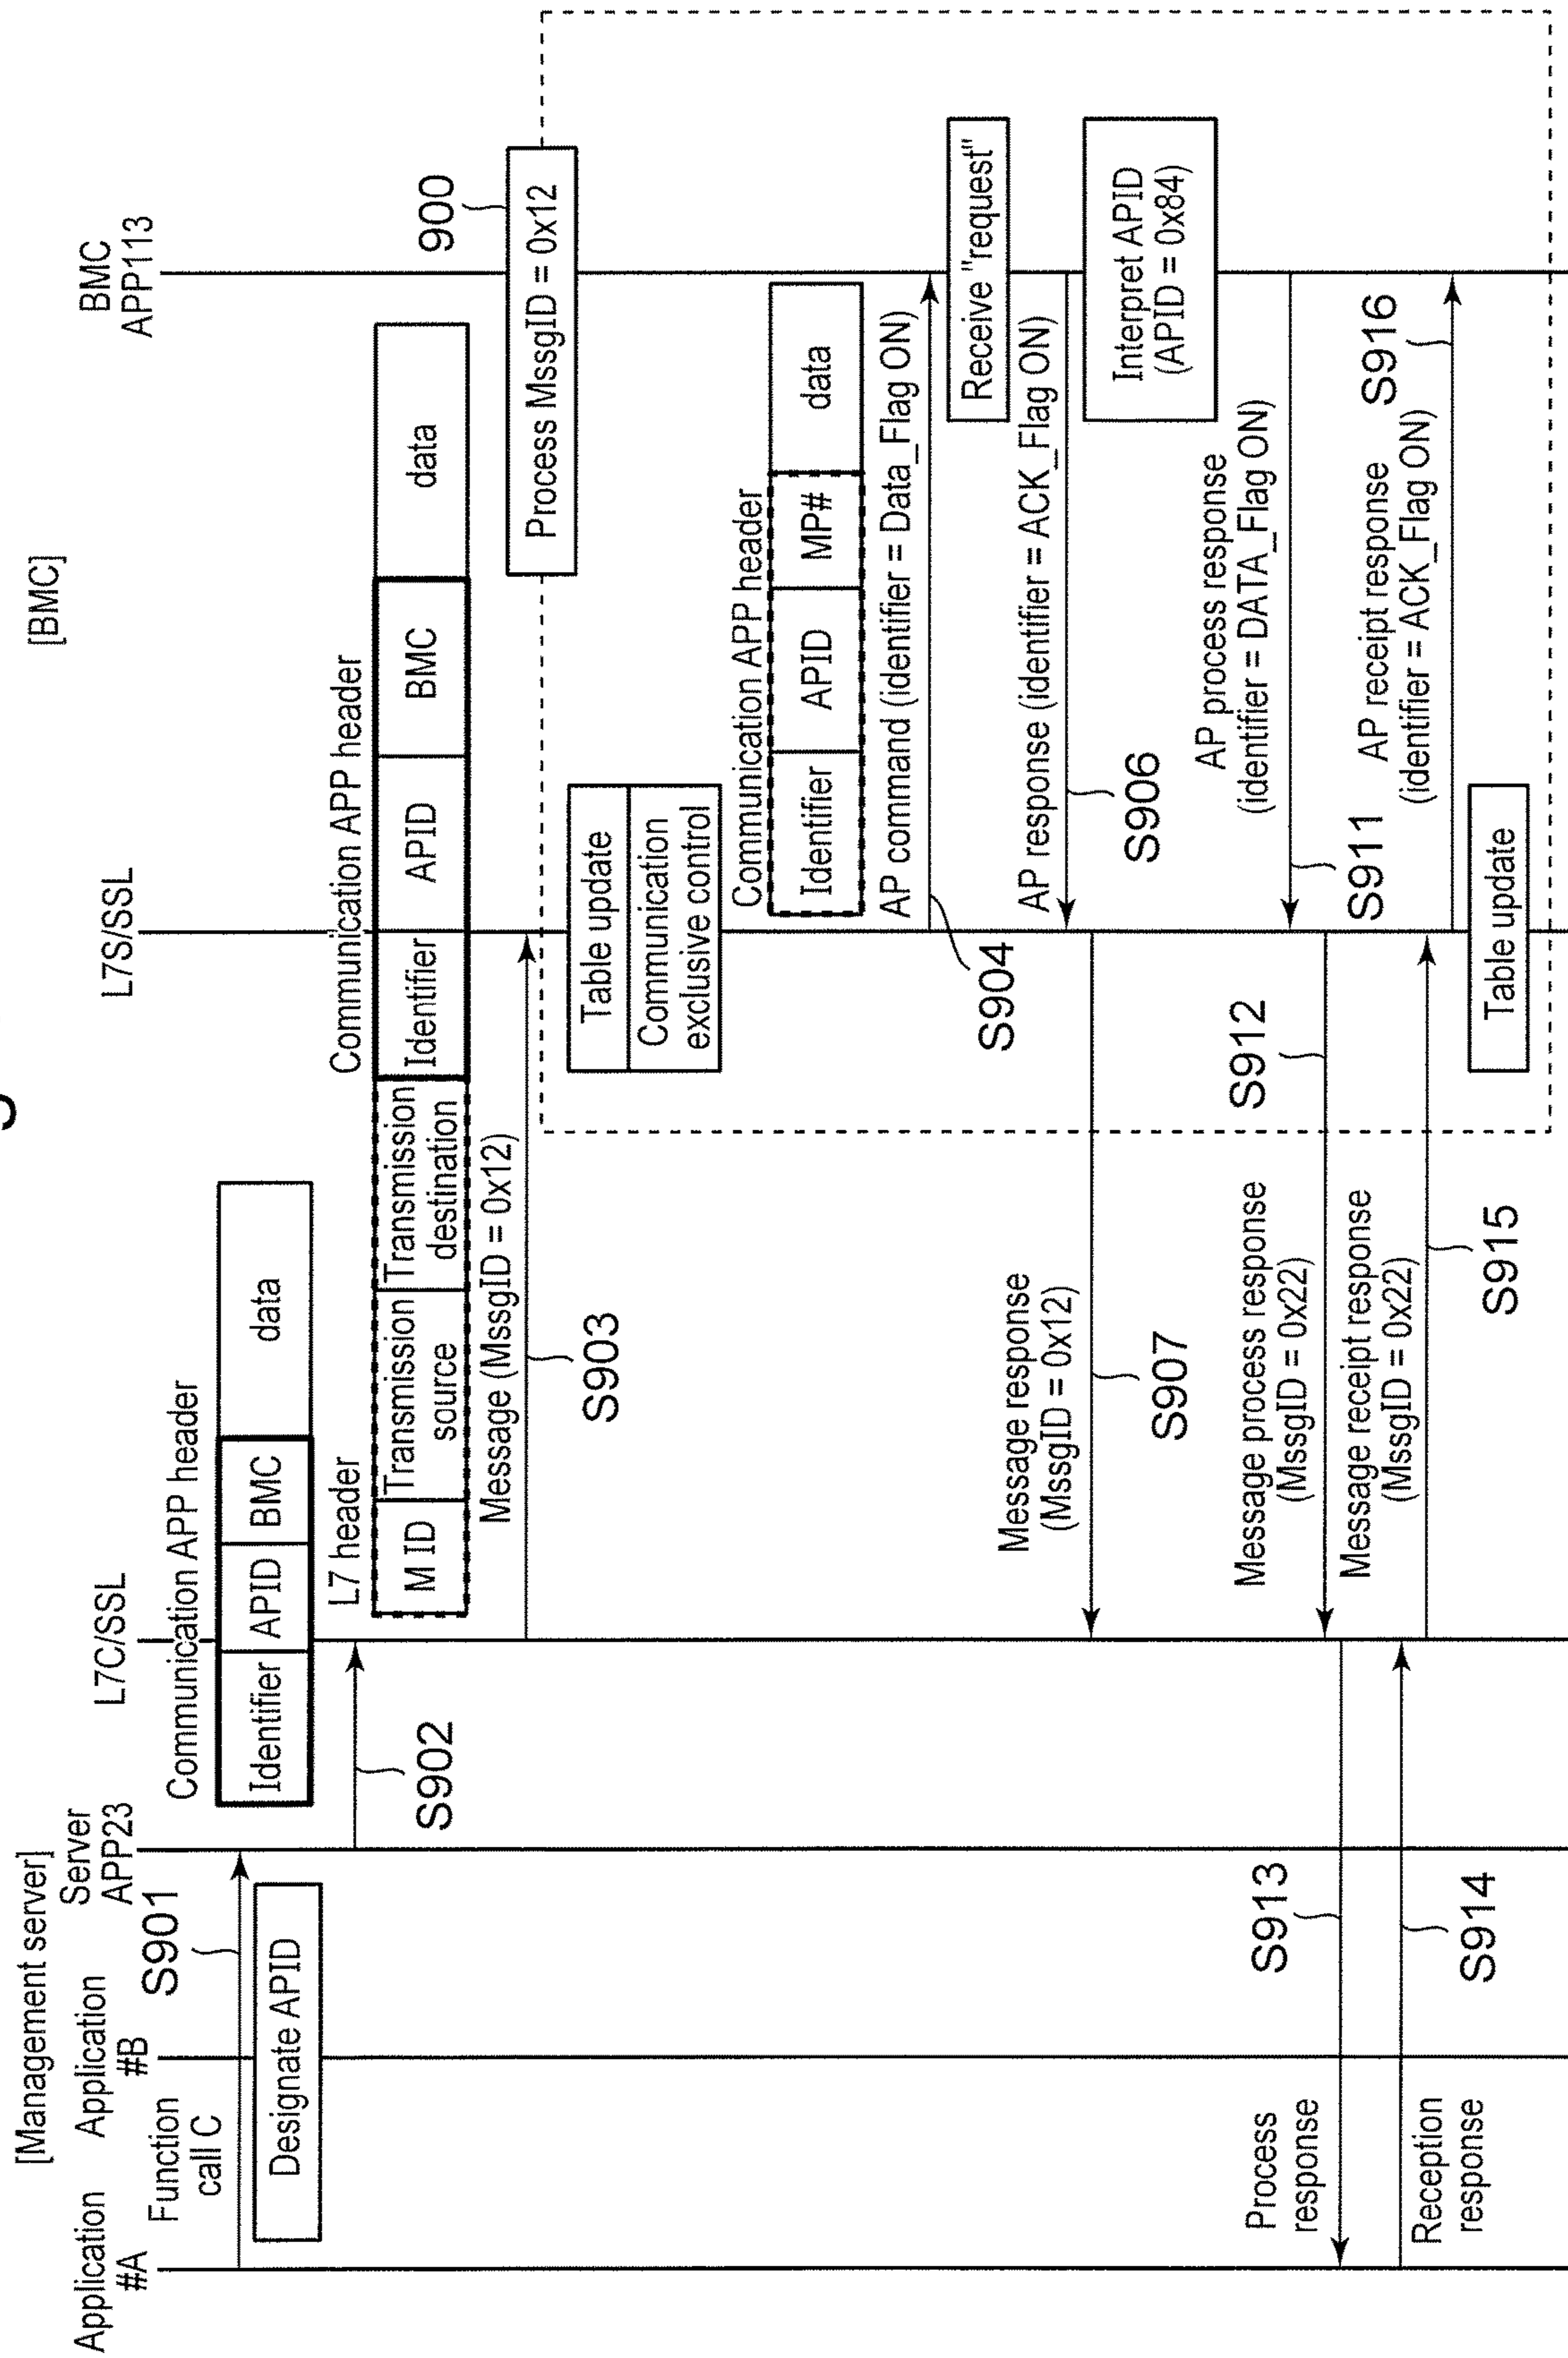 [Management server]
[BMC]
Application
#A
Application
#B
Server
APP23
L7C/SSL
L7S/SSL
BMC
APP113
Function
call C
S901
Designate APID
Communication APP header
Identifier
APID
BMC
data
S902
L7 header
Communication APP header
M ID
Transmission
source
Transmission
destination
Identifier
APID
BMC
data
Message (MssgID = 0x12)
S903
900
Process MssgID = 0x12
Table update
Communication
exclusive control
Communication APP header
Identifier
APID
MP#
data
AP command (identifier = Data_Flag ON)
S904
Receive "request"
AP response (identifier = ACK_Flag ON)
S906
Message response
(MssgID = 0x12)
S907
Interpret APID
(APID = 0x84)
AP process response
(identifier = DATA_Flag ON)
S911
S912
Message process response
(MssgID = 0x22)
Process
response
S913
Reception
response
S914
Message receipt response
(MssgID = 0x22)
S915
AP receipt response
(identifier = ACK_Flag ON)
S916
Table update